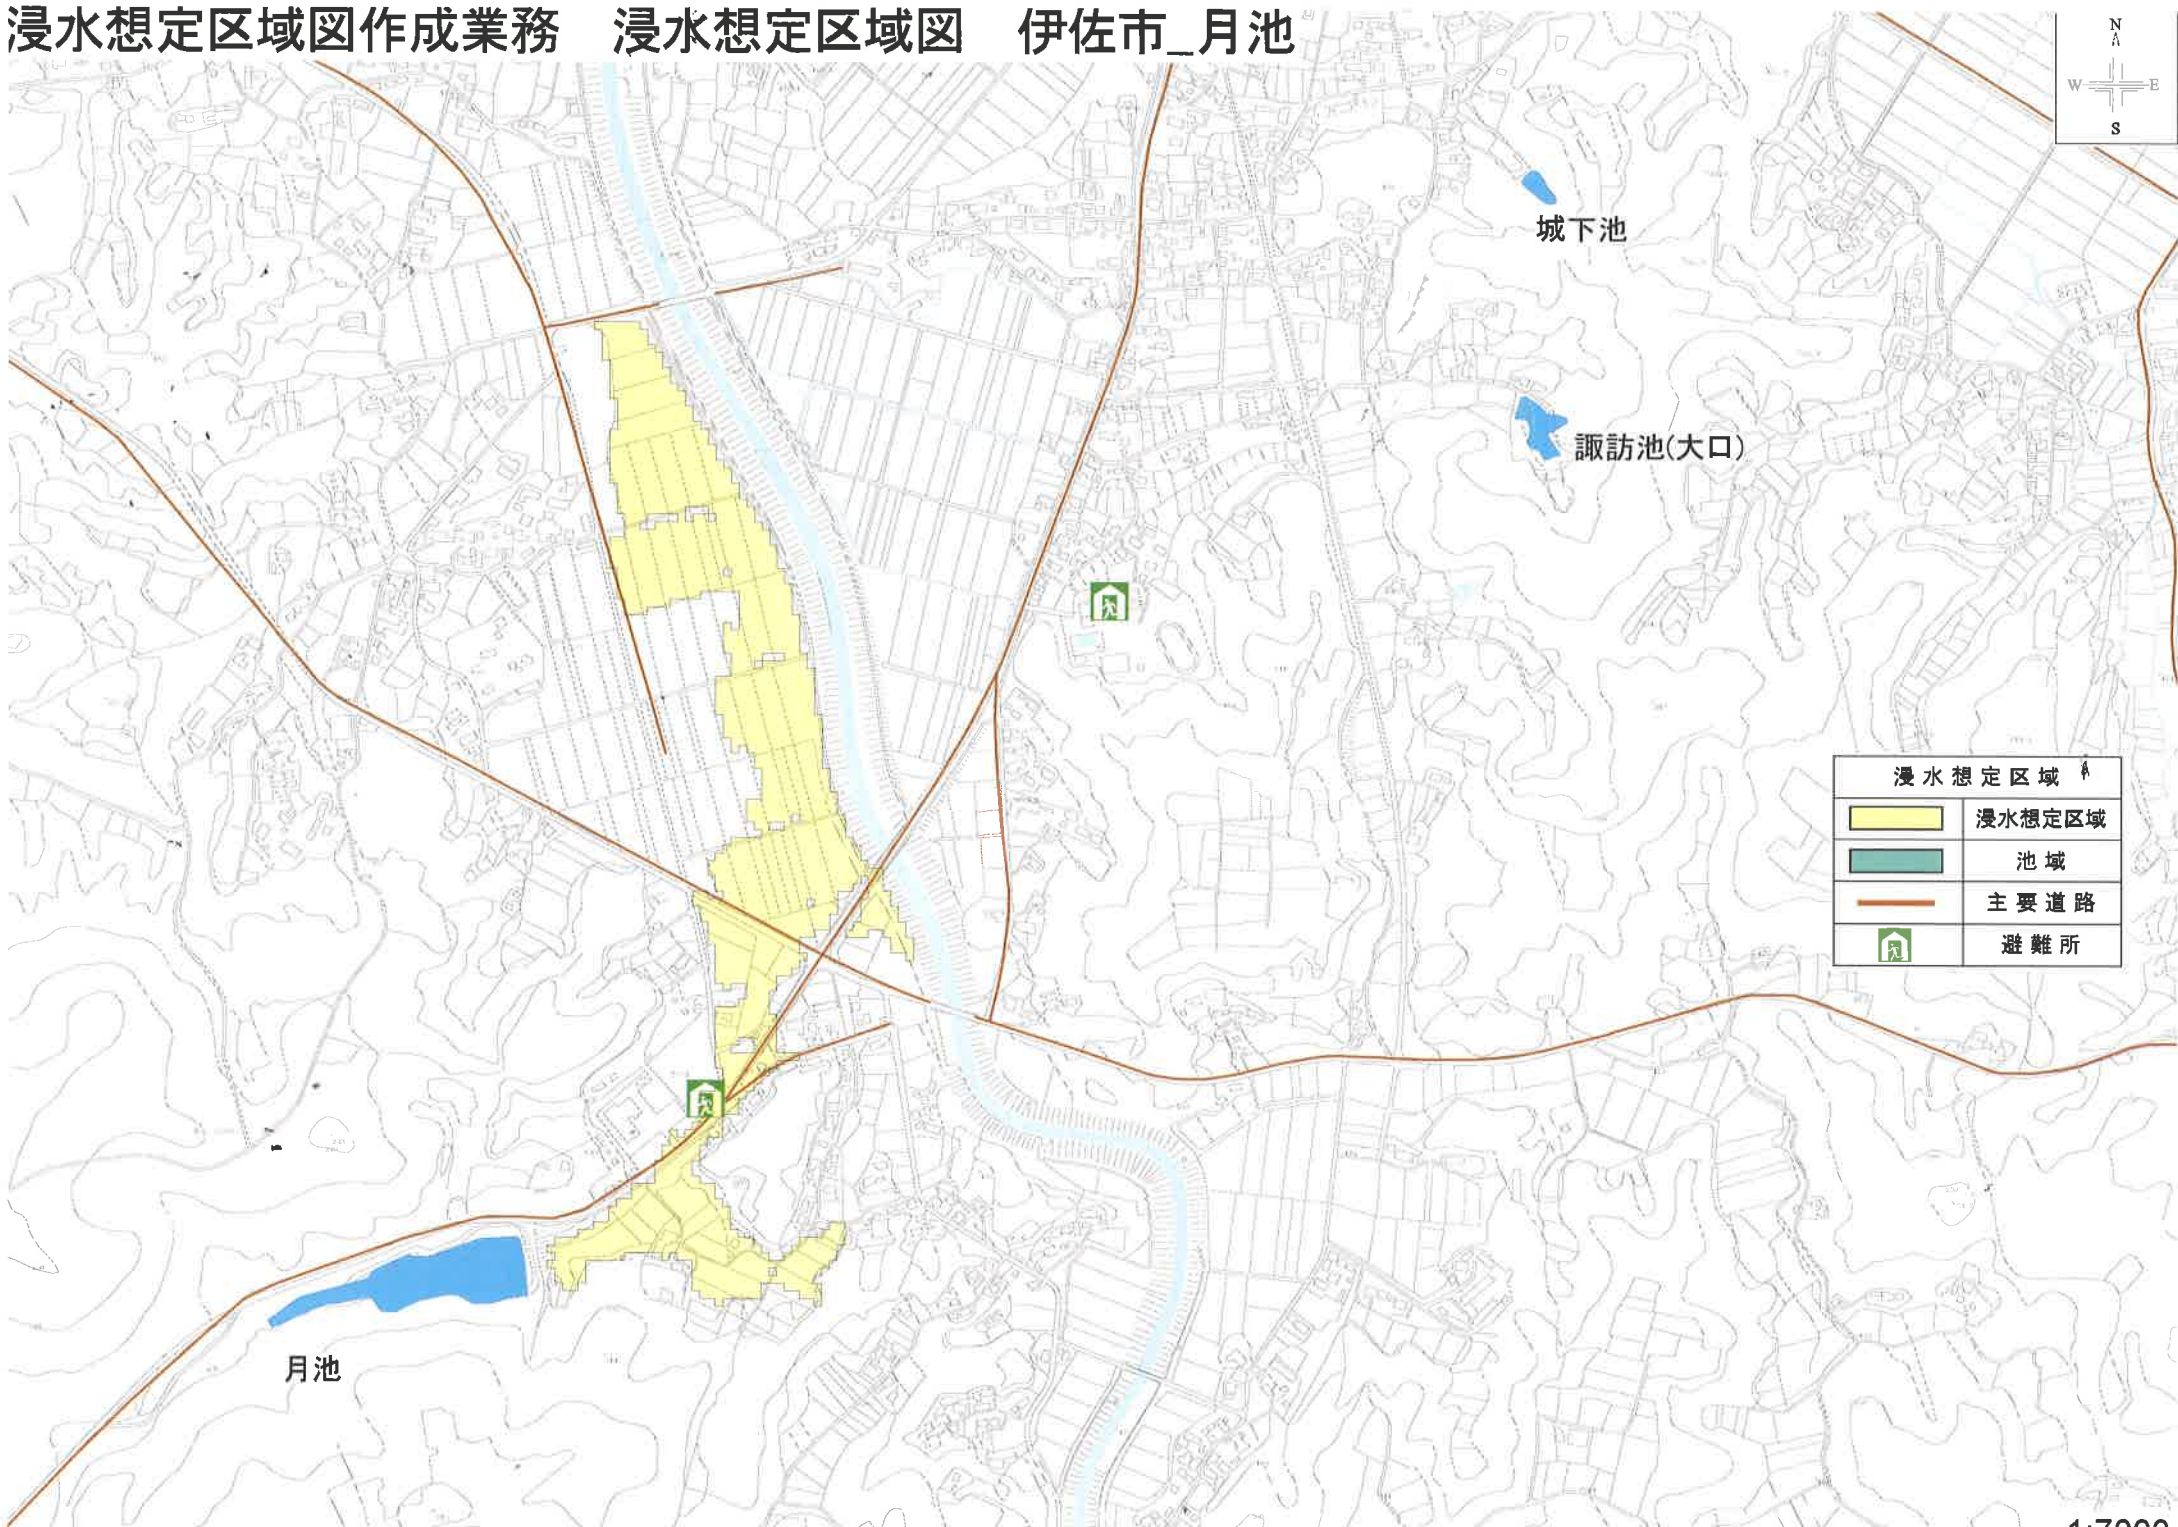 浸水想定区域図作成業務　浸水想定区域図　伊佐市_月池
N
W E
S
城下池
諏訪池(大口)
浸水想定区域
浸水想定区域
池域
主要道路
避難所
月池